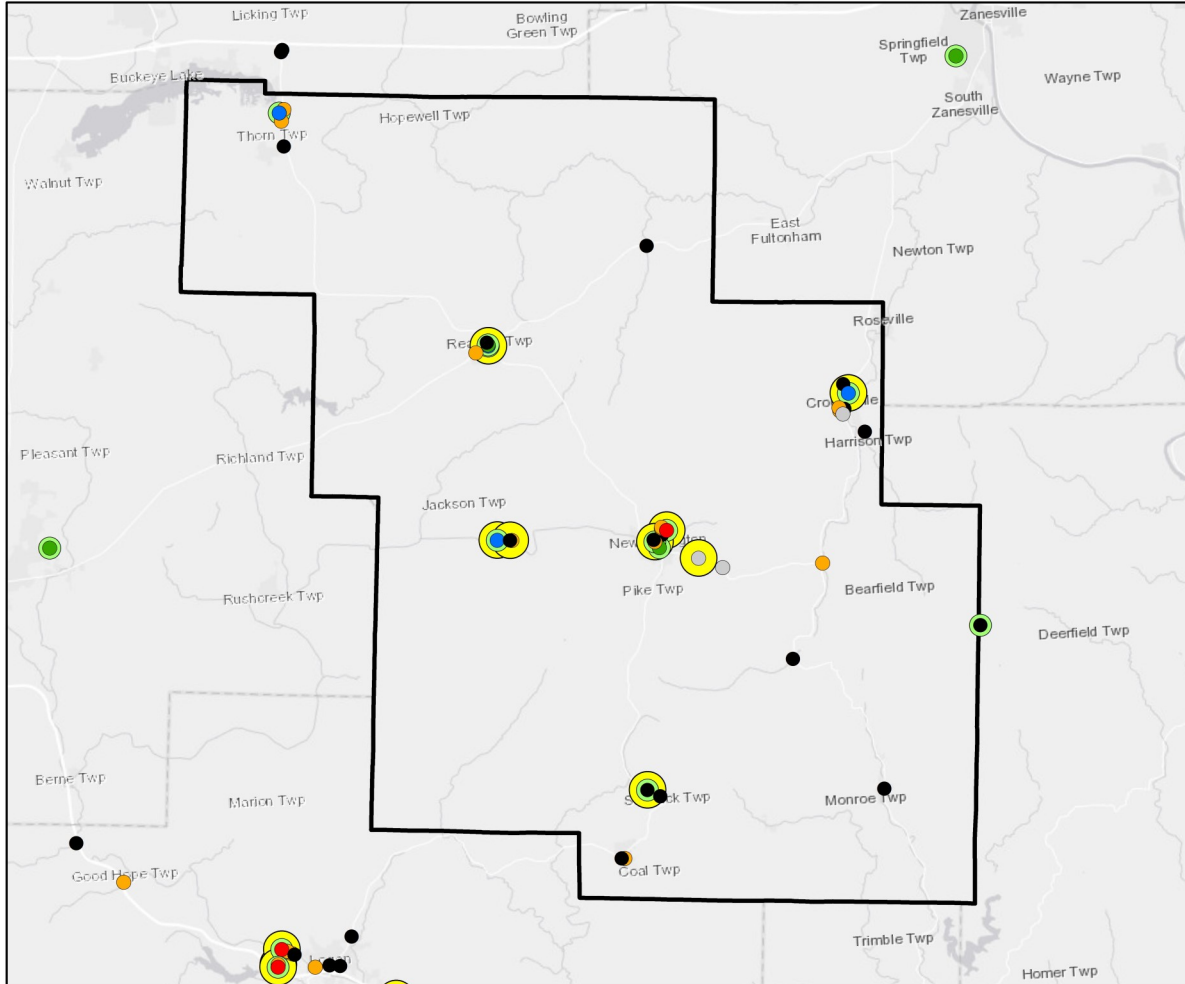 Licking Twp
Bowling
Green Twp
Zanesville
Springfield
Twp
Wayne Twp
Buckeye Lake
South
Zanesville
Hopewell Twp
Thorn Twp
Walnut Twp
East
Fultonham
Newton Twp
Roseville
Twp
Harrison Twp
Pleasant Twp
Richland Twp
Jackson Twp
Pike Twp
Bearfield Twp
Rushcreek Twp
Deerfield Twp
Berne Twp
Marion Twp
Twp
Monroe Twp
Good Hope Twp
Coal Twp
Trimble Twp
Homer Twp